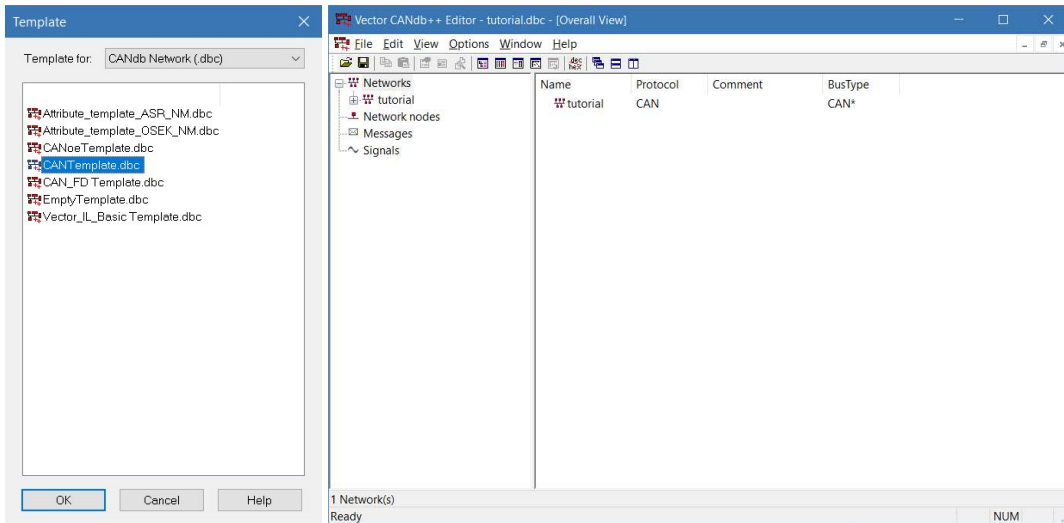 Template
Template for: CANdb Network (.dbc)
Attribute_template_ASR_NM.dbc
Attribute_template_OSEK_NM.dbc
CANoeTemplate.dbc
CANTemplate.dbc
CAN_FD Template.dbc
EmptyTemplate.dbc
Vector_IL_Basic Template.dbc
OK Cancel Help
Vector CANdb++ Editor - tutorial.dbc - [Overall View]
File Edit View Options Window Help
Networks
tutorial
Network nodes
Messages
Signals
Name Protocol Comment BusType
tutorial CAN CAN*
1 Network(s)
Ready NUM